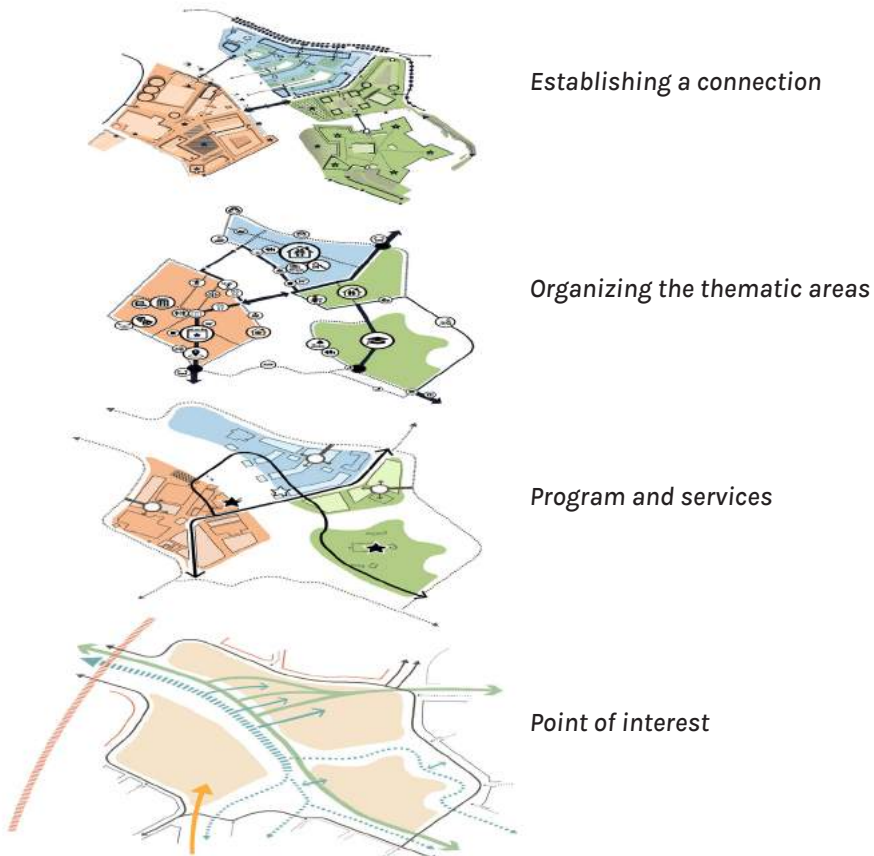 Establishing a connection
Organizing the thematic areas
Program and services
Point of interest